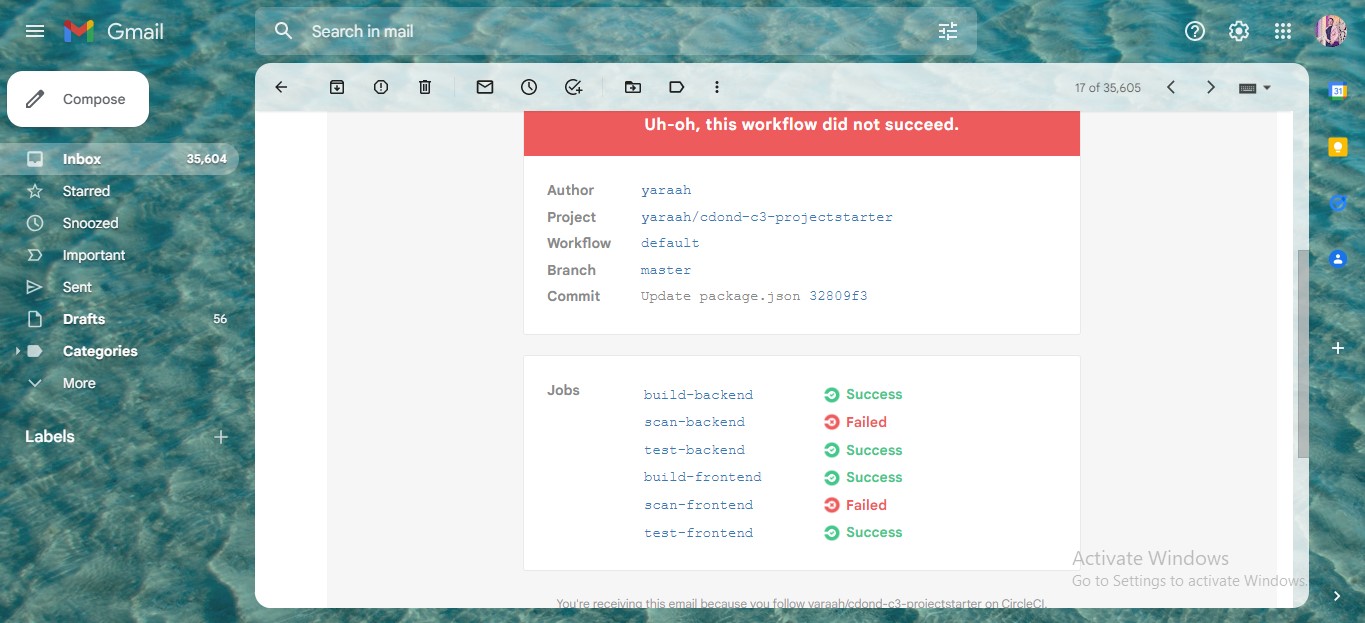 Gmail
Search in mail
Compose
17 of 35,605
31
Inbox 35,604
Starred
Snoozed
Important
Sent
Drafts 56
Categories
More
Labels
Uh-oh, this workflow did not succeed.
Author yaraah
Project yaraah/cdond-c3-projectstarter
Workflow default
Branch master
Commit Update package.json 32809f3
Jobs
build-backend Success
scan-backend Failed
test-backend Success
build-frontend Success
scan-frontend Failed
test-frontend Success
Activate Windows
Go to Settings to activate Windows.
You're receiving this email because you follow yaraah/cdond-c3-projectstarter on CircleCI.